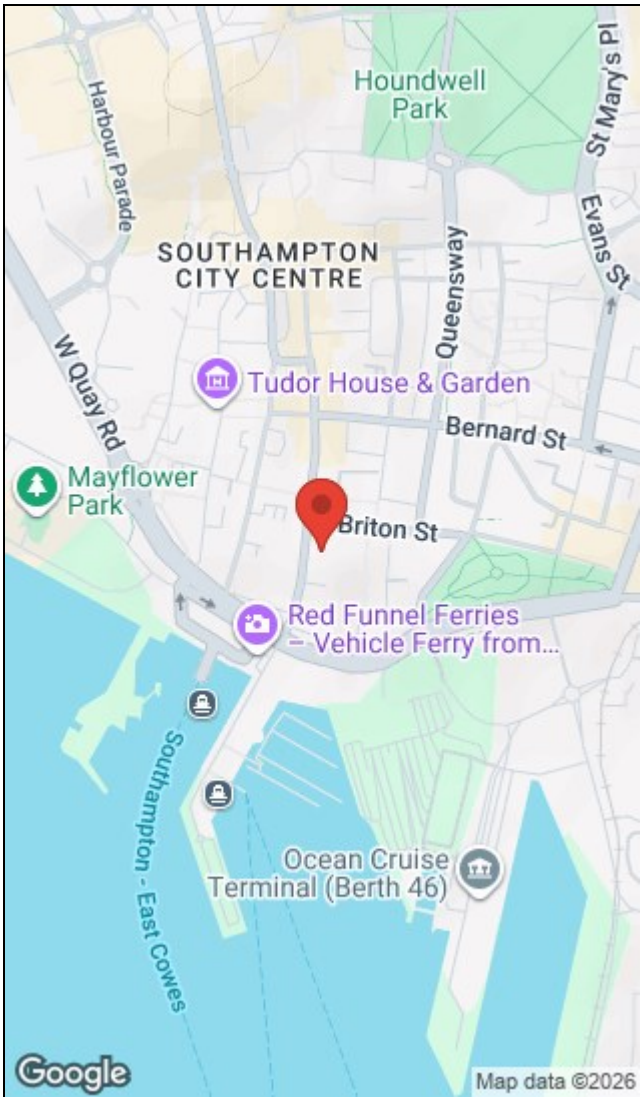 Houndwell
Park
St Mary's Pl
Harbour Parade
Evans St
SOUTHAMPTON
CITY CENTRE
Queensway
W Quay Rd
Tudor House & Garden
Bernard St
Mayflower
Park
Briton St
Red Funnel Ferries
– Vehicle Ferry from...
Southampton - East Cowes
Ocean Cruise
Terminal (Berth 46)
Google
Map data ©2026